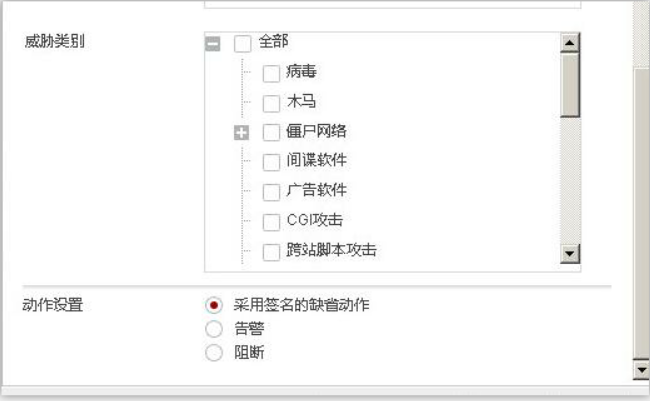 威胁类别
全部
病毒
木马
僵尸网络
间谍软件
广告软件
CGI攻击
跨站脚本攻击
动作设置
采用签名的缺省动作
告警
阻断